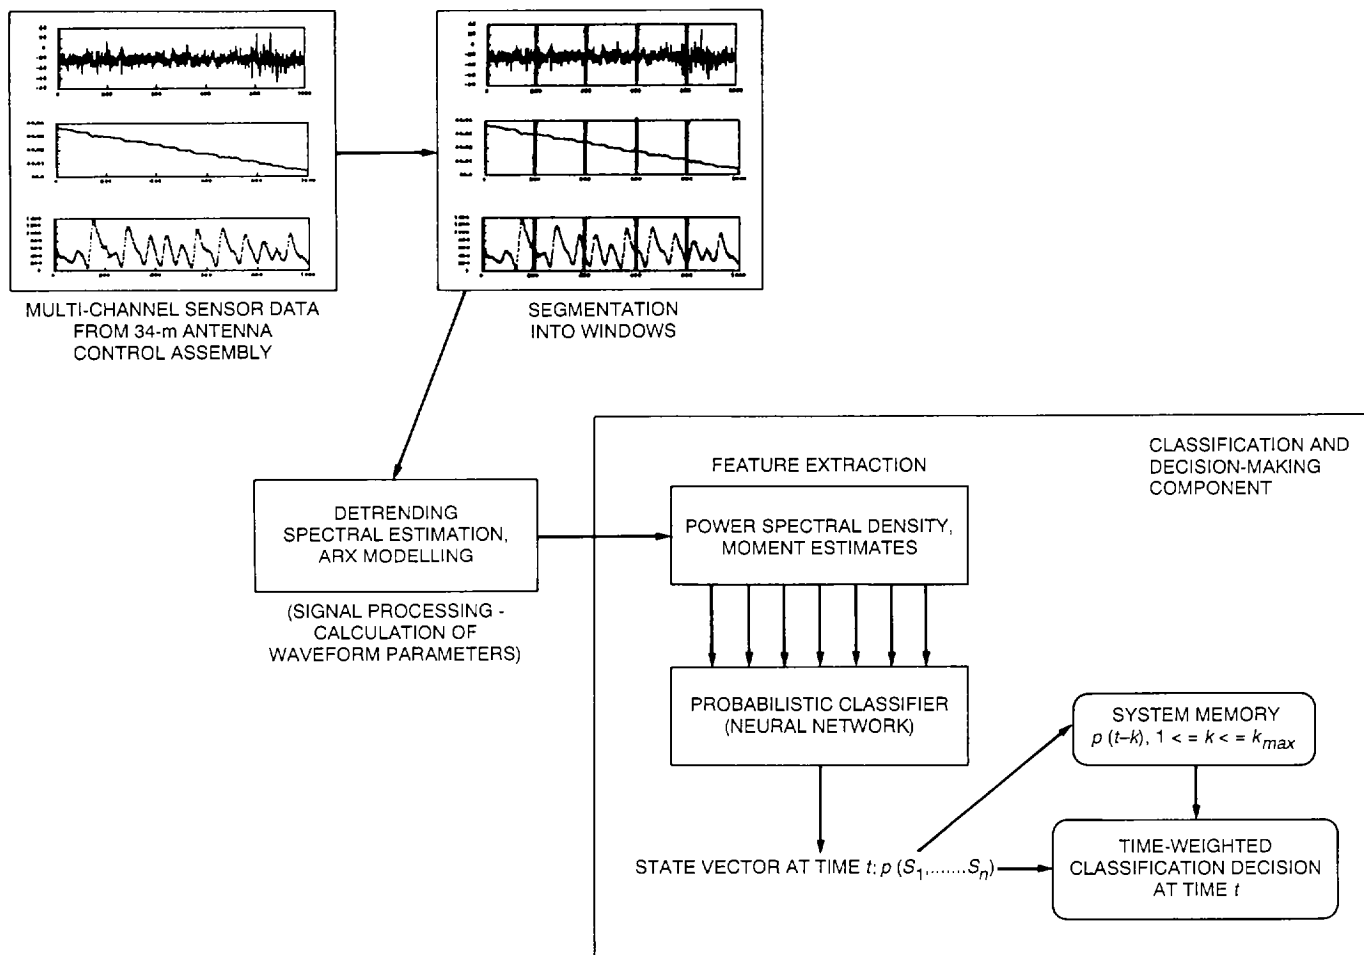 MULTI-CHANNEL SENSOR DATA
FROM 34-m ANTENNA
CONTROL ASSEMBLY
SEGMENTATION
INTO WINDOWS
DETRENDING
SPECTRAL ESTIMATION,
ARX MODELLING
(SIGNAL PROCESSING -
CALCULATION OF
WAVEFORM PARAMETERS)
CLASSIFICATION AND
DECISION-MAKING
COMPONENT
FEATURE EXTRACTION
POWER SPECTRAL DENSITY,
MOMENT ESTIMATES
PROBABILISTIC CLASSIFIER
(NEURAL NETWORK)
SYSTEM MEMORY
p (t–k), 1 < = k < = kmax
STATE VECTOR AT TIME t: p (S1,.......Sn)
TIME-WEIGHTED
CLASSIFICATION DECISION
AT TIME t